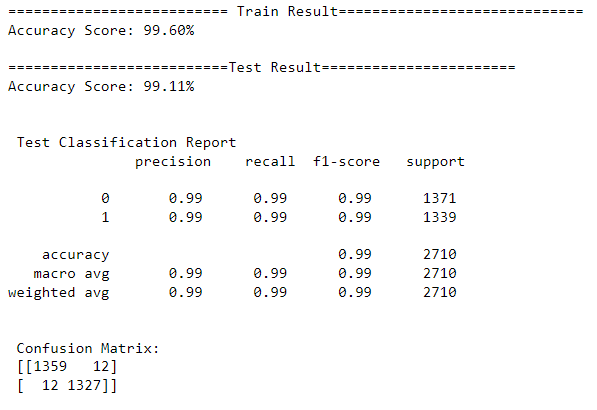 ========================== Train Result=============================
Accuracy Score: 99.60%
==========================Test Result=======================
Accuracy Score: 99.11%
Test Classification Report
precision recall f1-score support
0 0.99 0.99 0.99 1371
1 0.99 0.99 0.99 1339
accuracy 0.99 2710
macro avg 0.99 0.99 0.99 2710
weighted avg 0.99 0.99 0.99 2710
Confusion Matrix:
[[1359 12]
[ 12 1327]]